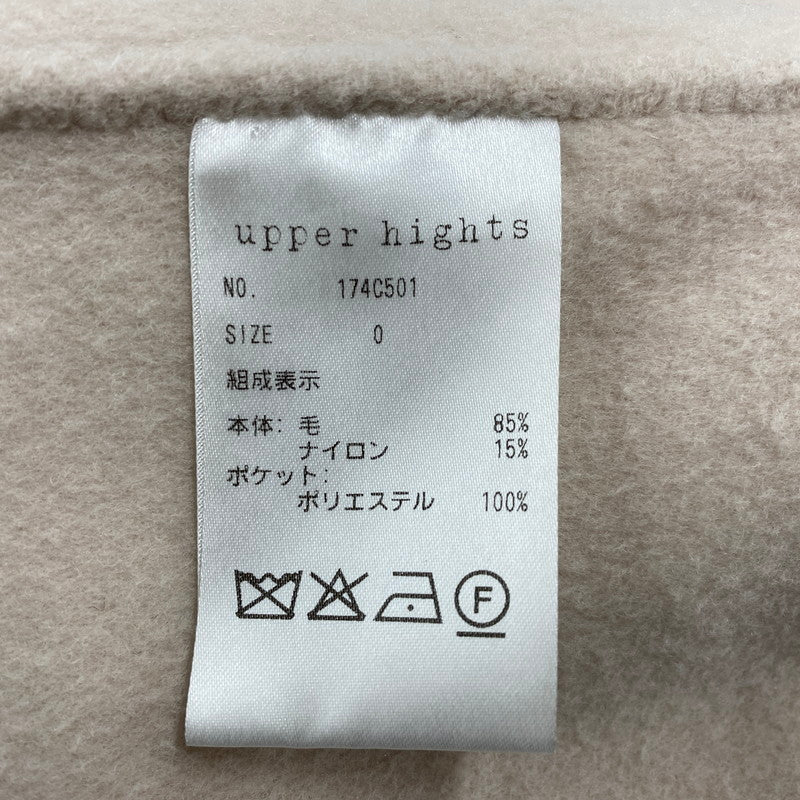 upper hights
NO. 174C501
SIZE 0
組成表示
本体: 毛 85%
ナイロン 15%
ポケット:
ポリエステル 100%
F